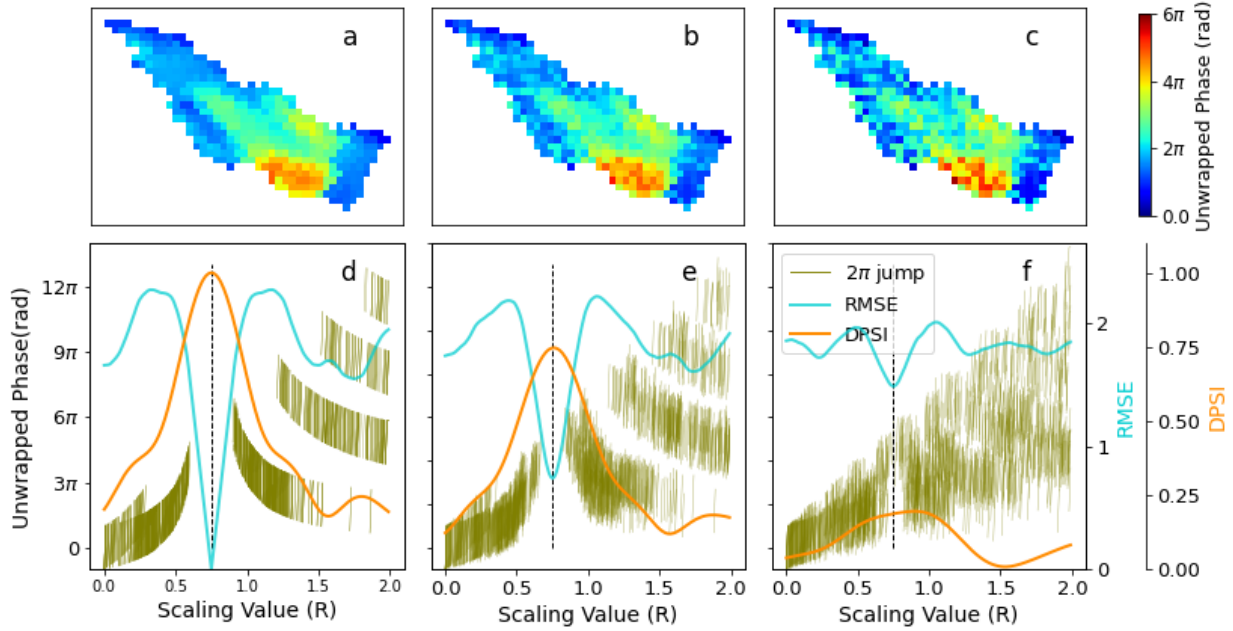 a
b
c
6π
4π
2π
0.0
Unwrapped Phase (rad)
d
e
f
2π jump
RMSE
DPSI
12π
9π
6π
3π
0
Unwrapped Phase(rad)
2
1
0
RMSE
1.00
0.75
0.50
0.25
0.00
DPSI
0.0 0.5 1.0 1.5 2.0
0.0 0.5 1.0 1.5 2.0
0.0 0.5 1.0 1.5 2.0
Scaling Value (R)
Scaling Value (R)
Scaling Value (R)